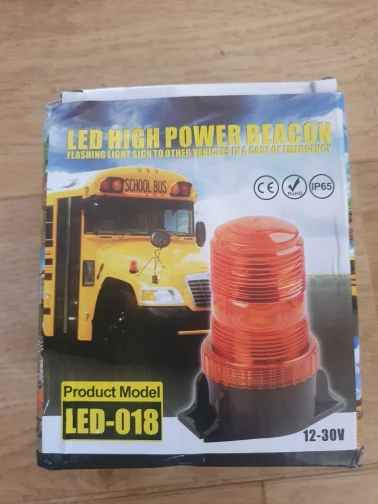 LED HIGH POWER BEACON
FLASHING LIGHT SIGN TO OTHER VEHICLES IN A CASE OF EMERGENCY
CE RoHS IP65
SCHOOL BUS
Product Model
LED-018
12-30V